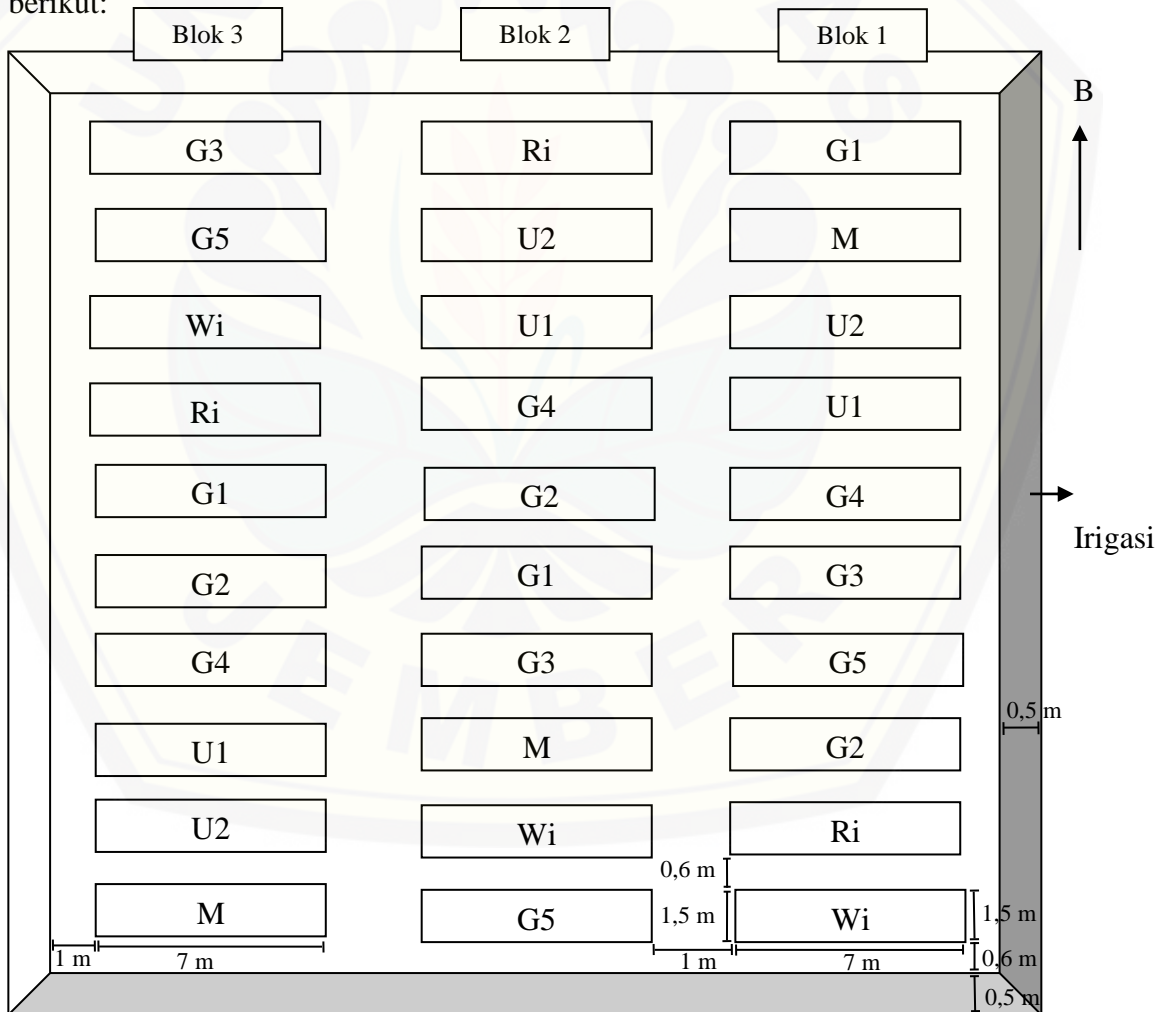 berikut:
Blok 3 Blok 2 Blok 1
B
G3 Ri G1
G5 U2 M
Wi U1 U2
Ri G4 U1
G1 G2 G4
Irigasi
G2 G1 G3
G4 G3 G5
0,5 m
U1 M G2
U2 Wi Ri
0,6 m
M G5 1,5 m Wi 1,5 m
1 m 7 m 1 m 7 m 0,6 m
0,5 m
JEMBER